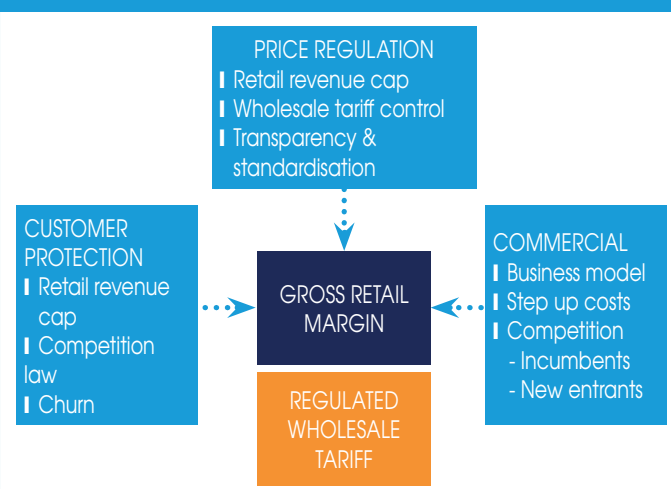 PRICE REGULATION
Retail revenue cap
Wholesale tariff control
Transparency &
standardisation
CUSTOMER
PROTECTION
Retail revenue
cap
Competition
law
Churn
GROSS RETAIL
MARGIN
COMMERCIAL
Business model
Step up costs
Competition
- Incumbents
- New entrants
REGULATED
WHOLESALE
TARIFF